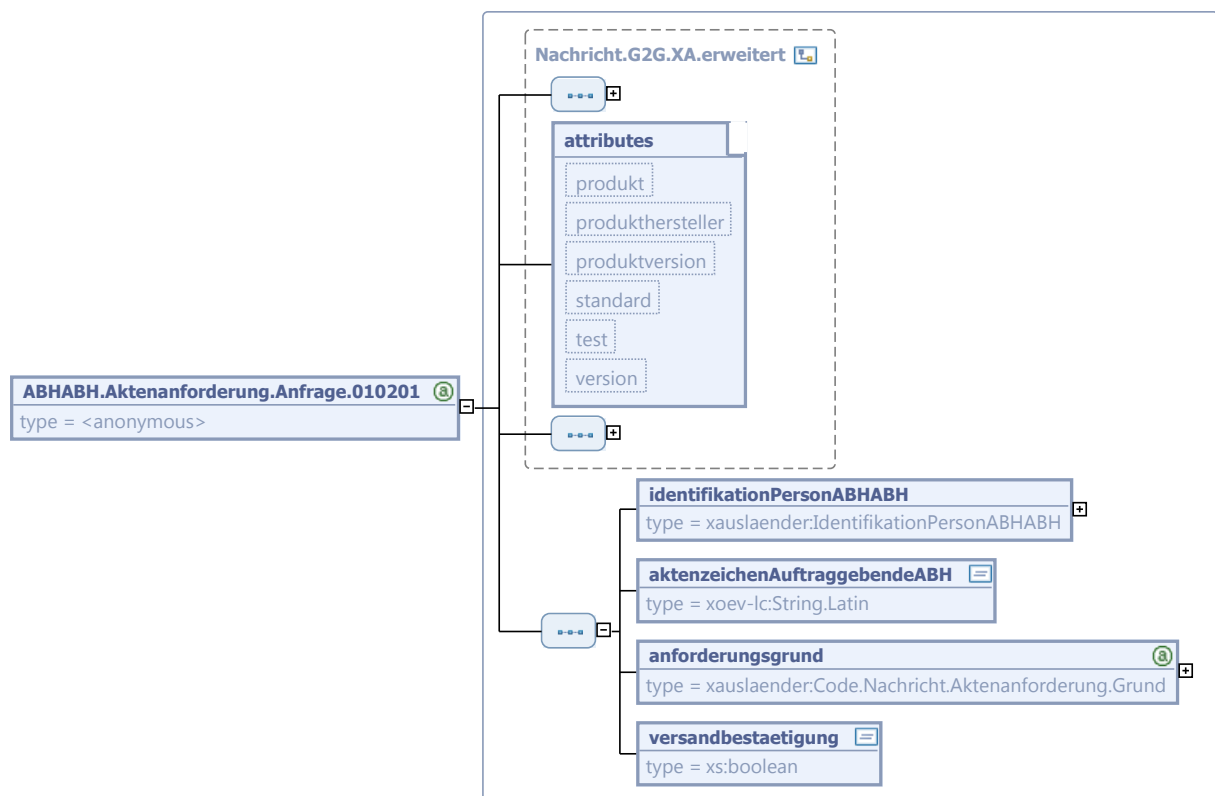 Nachricht.G2G.XA.erweitert
attributes
produkt
produkthersteller
produktversion
standard
test
version
ABHABH.Aktenanforderung.Anfrage.010201
type = <anonymous>
identifikationPersonABHABH
type = xauslaender:IdentifikationPersonABHABH
aktenzeichenAuftraggebendeABH
type = xoev-lc:String.Latin
anforderungsgrund
type = xauslaender:Code.Nachricht.Aktenanforderung.Grund
versandbestaetigung
type = xs:boolean